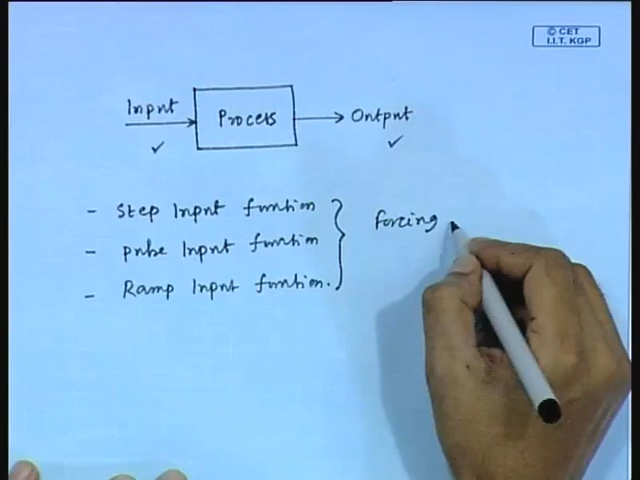 © CET
I.I.T. KGP
Input
Process
Output
- Step Input function
- pulse Input function
- Ramp Input function.
forcing